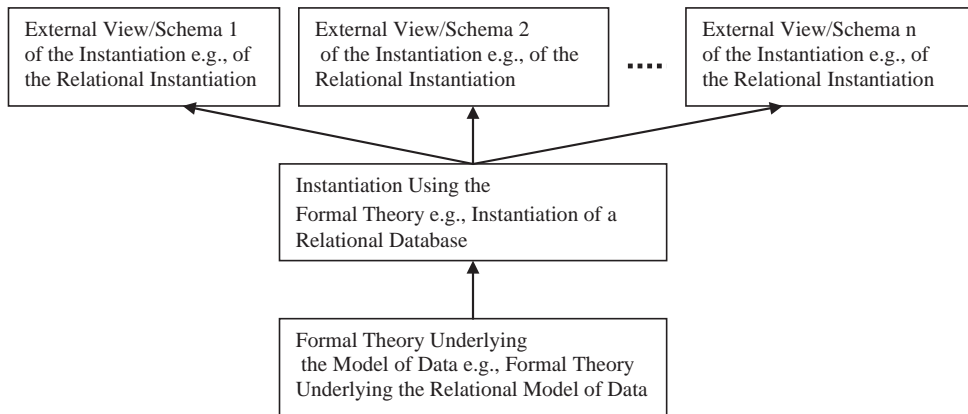 External View/Schema 1
of the Instantiation e.g., of
the Relational Instantiation
External View/Schema 2
of the Instantiation e.g., of the
Relational Instantiation
....
External View/Schema n
of the Instantiation e.g., of
the Relational Instantiation
Instantiation Using the
Formal Theory e.g., Instantiation of a
Relational Database
Formal Theory Underlying
the Model of Data e.g., Formal Theory
Underlying the Relational Model of Data